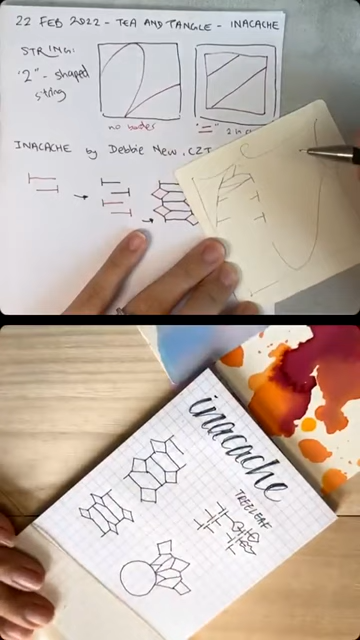 22 FEB 2022 - TEA AND TANGLE - INACACHE
STRING:
"2" - shaped
string
no border
"2
INACACHE by Debbie New, CZT
inacache
TREELEAF